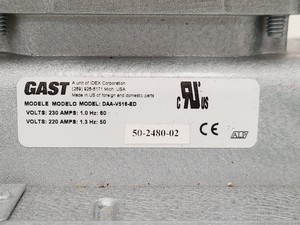 GAST
A unit of IDEX Corporation
(269) 926-6171 Mich. USA
Made in US of foreign and domestic parts
MODELE MODELO MODEL: DAA-V516-ED
VOLTS: 230 AMPS: 1.0 Hz: 60
VOLTS: 220 AMPS: 1.3 Hz: 50
C US
50-2480-02
CE